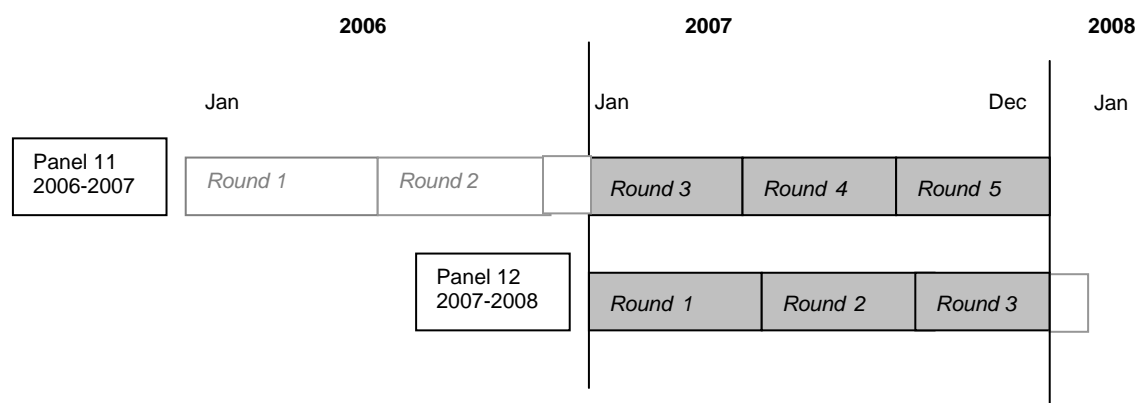 2006 2007 2008
Jan Jan Dec Jan
Panel 11
2006-2007
Round 1 Round 2 Round 3 Round 4 Round 5
Panel 12
2007-2008
Round 1 Round 2 Round 3